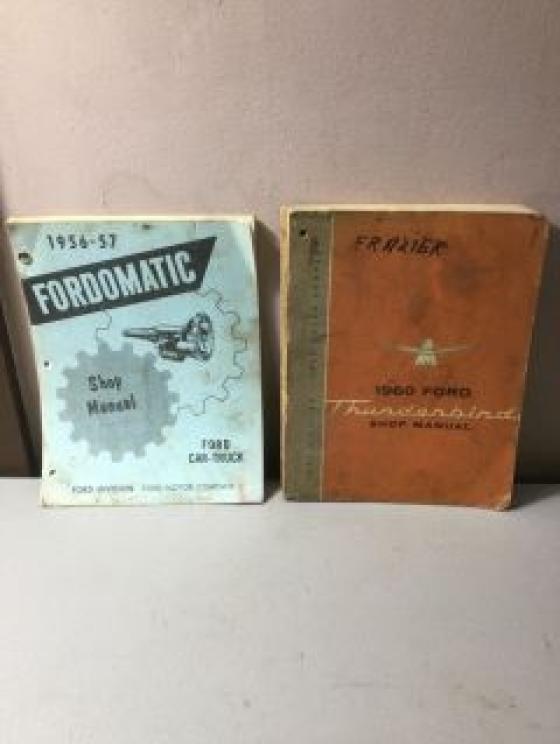 1956-57
FORDOMATIC
Shop
Manual
FORD
CAR-TRUCK
FORD DIVISION FORD MOTOR COMPANY
FRAZIER
1960 FORD
Thunderbird
SHOP MANUAL